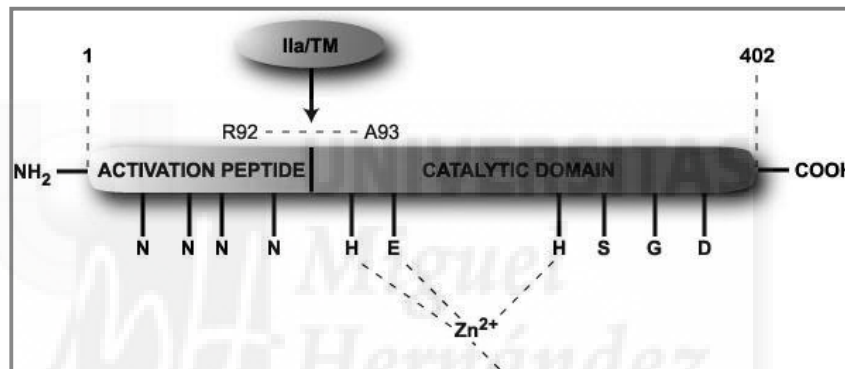 IIa/TM
1 402
R92 A93
NH₂ ACTIVATION PEPTIDE CATALYTIC DOMAIN COOH
N N N N H E H S G D
Zn²⁺
UNIVERSITAS
Miguel
Hernández